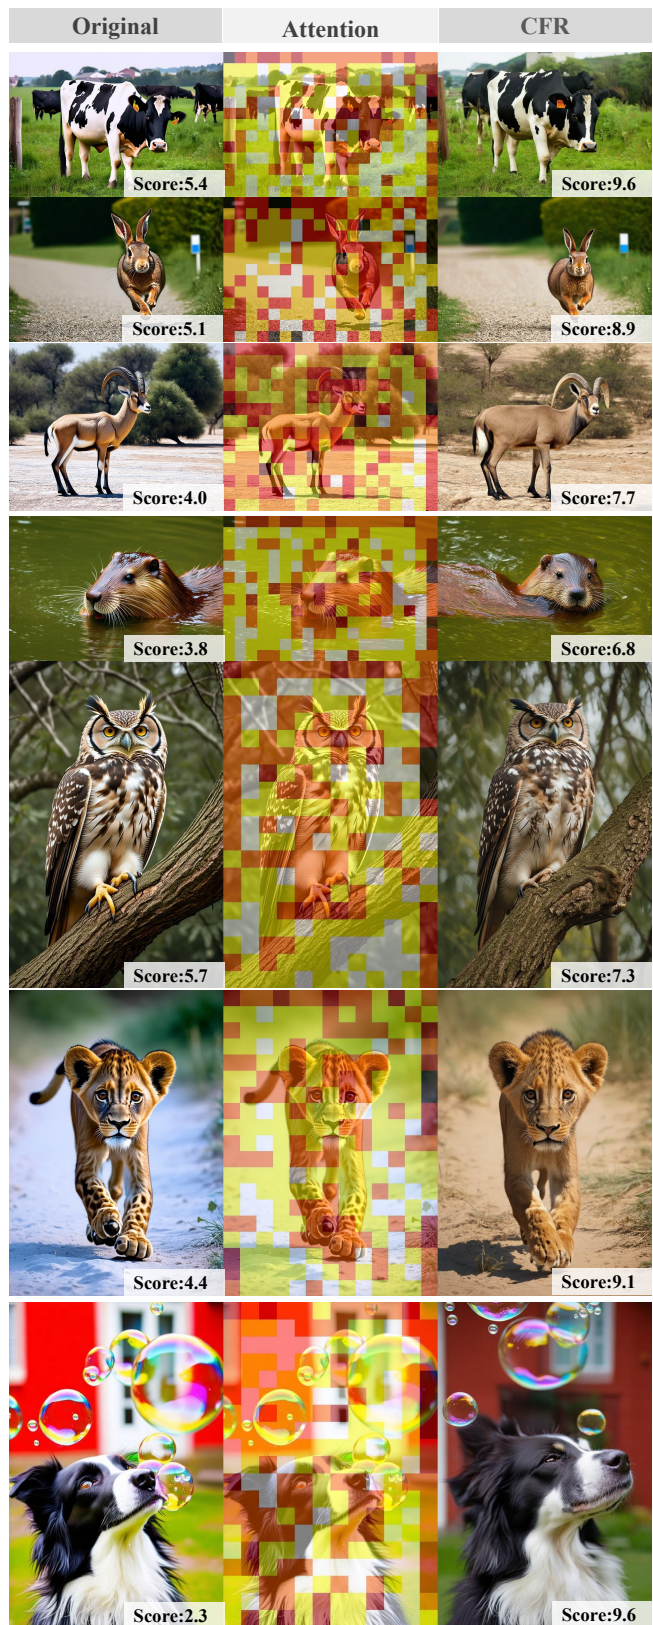 Original Attention CFR
Score:5.4 Score:9.6
Score:5.1 Score:8.9
Score:4.0 Score:7.7
Score:3.8 Score:6.8
Score:5.7 Score:7.3
Score:4.4 Score:9.1
Score:2.3 Score:9.6